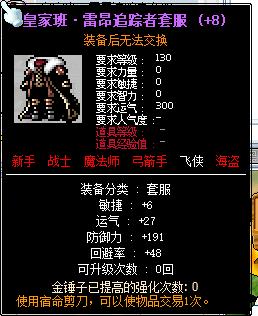 皇家班·雷昂追踪者套服 (+8)
装备后无法交换
要求等级 : 130
要求力量 : 0
要求敏捷 : 0
要求智力 : 0
要求运气 : 300
要求人气度 : -
道具等级 : -
道具经验值 : -
新手 战士 魔法师 弓箭手 飞侠 海盗
装备分类 : 套服
敏捷 : +6
运气 : +27
防御力 : +191
回避率 : +48
可升级次数 : 0回
金锤子已提高的强化次数: 0
使用宿命剪刀，可以使物品交易1次。